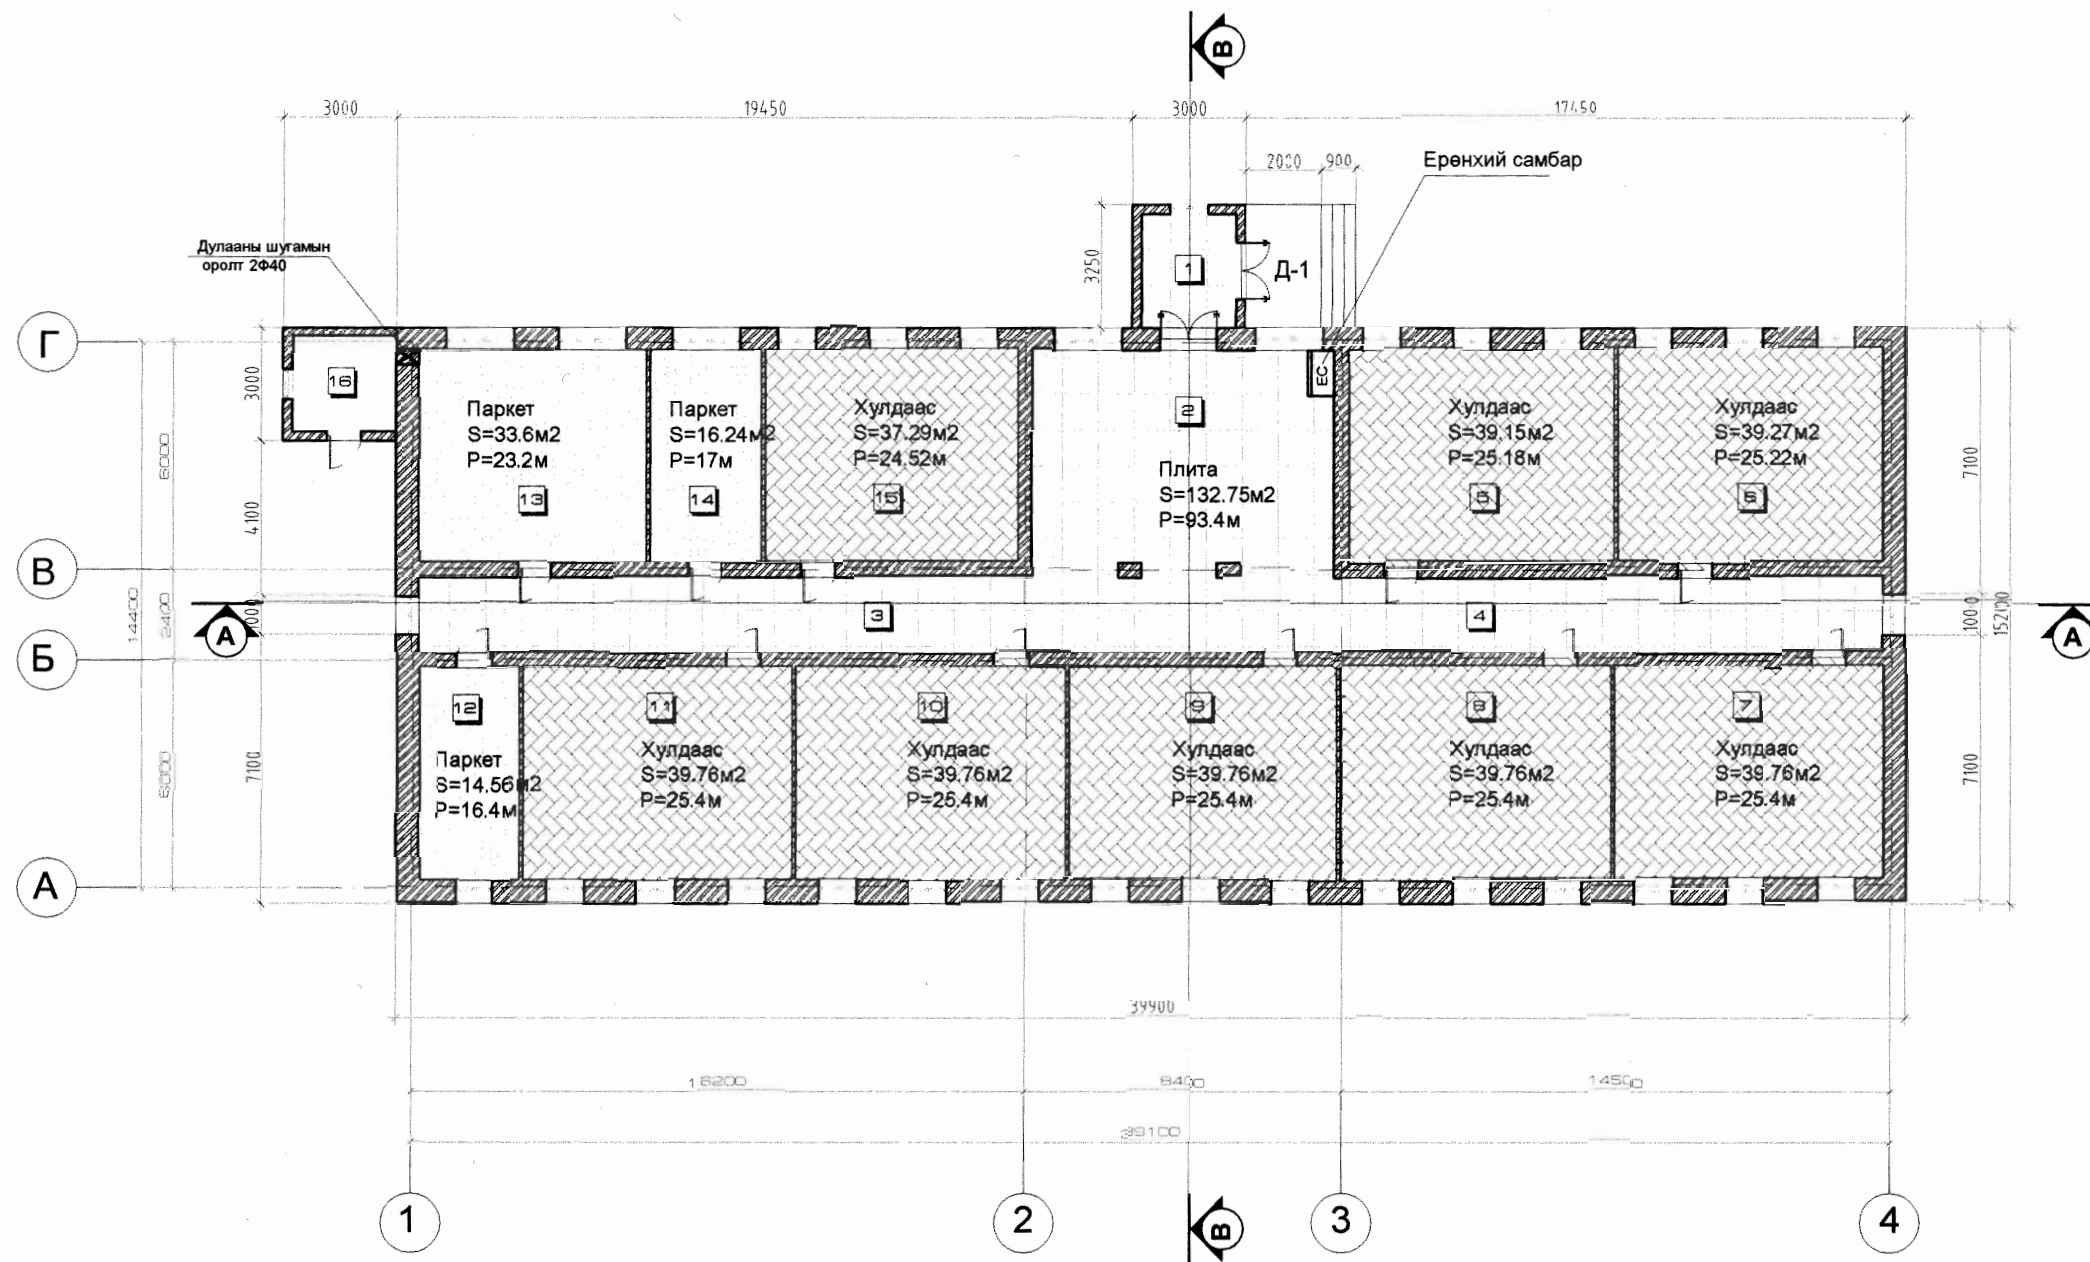 B
3000
19450
3000
17450
2000
900
Ерөнхий самбар
Дулааны шугамын
оролт 2Ф40
3250
1
Д-1
Г
16
3000
ЕС
Паркет
S=33.6м2
P=23.2м
13
Паркет
S=16.24м2
P=17м
14
Хулдаас
S=37.29м2
P=24.52м
15
2
Плита
S=132.75м2
P=93.4м
Хулдаас
S=39.15м2
P=25.18м
5
Хулдаас
S=39.27м2
P=25.22м
6
6000
4100
7100
В
14400
2400
1000
A
3
4
1000
15200
A
Б
12
Паркет
S=14.56м2
P=16.4м
11
Хулдаас
S=39.76м2
P=25.4м
10
Хулдаас
S=39.76м2
P=25.4м
9
Хулдаас
S=39.76м2
P=25.4м
8
Хулдаас
S=39.76м2
P=25.4м
7
Хулдаас
S=39.76м2
P=25.4м
6000
7100
7100
А
39900
16200
8400
14500
39100
1
2
B
3
4